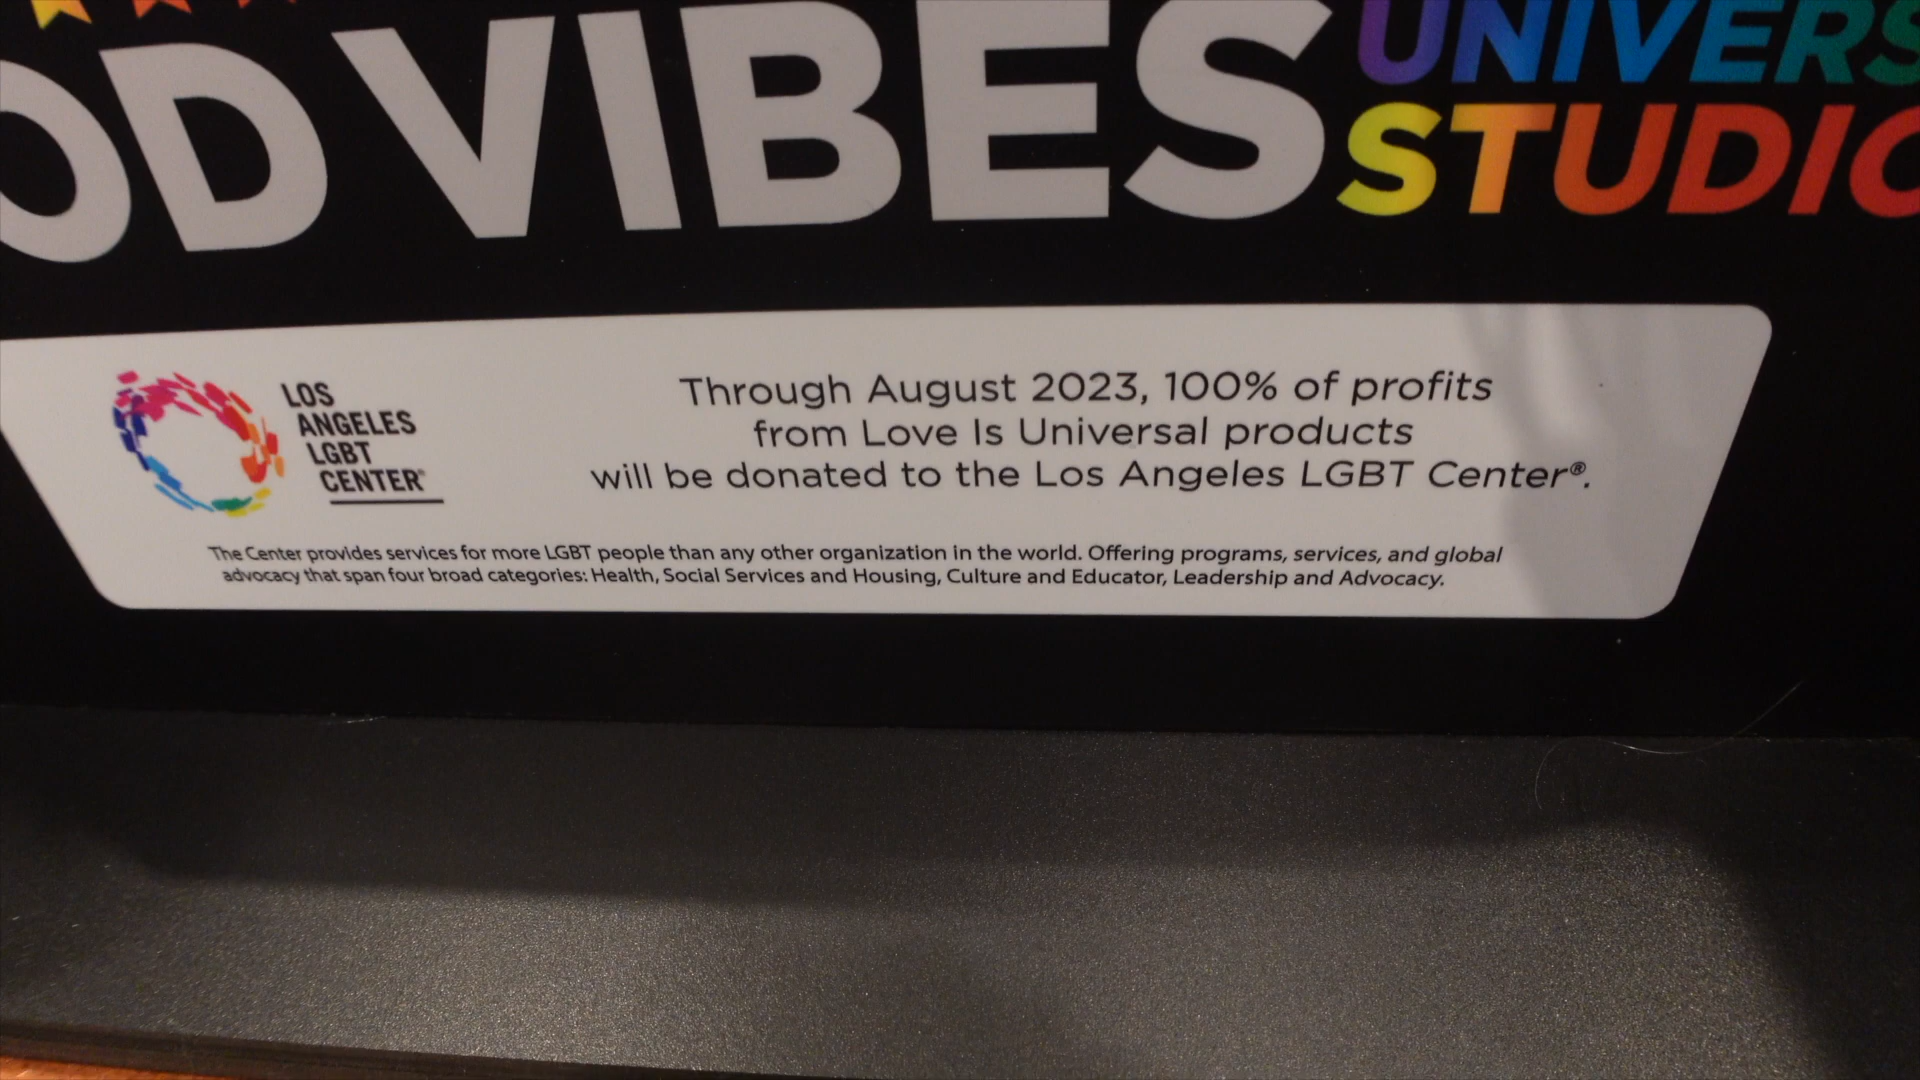 OD VIBES
UNIVERS
STUDIO
LOS
ANGELES
LGBT
CENTER®
Through August 2023, 100% of profits
from Love Is Universal products
will be donated to the Los Angeles LGBT Center®.
The Center provides services for more LGBT people than any other organization in the world. Offering programs, services, and global
advocacy that span four broad categories: Health, Social Services and Housing, Culture and Educator, Leadership and Advocacy.